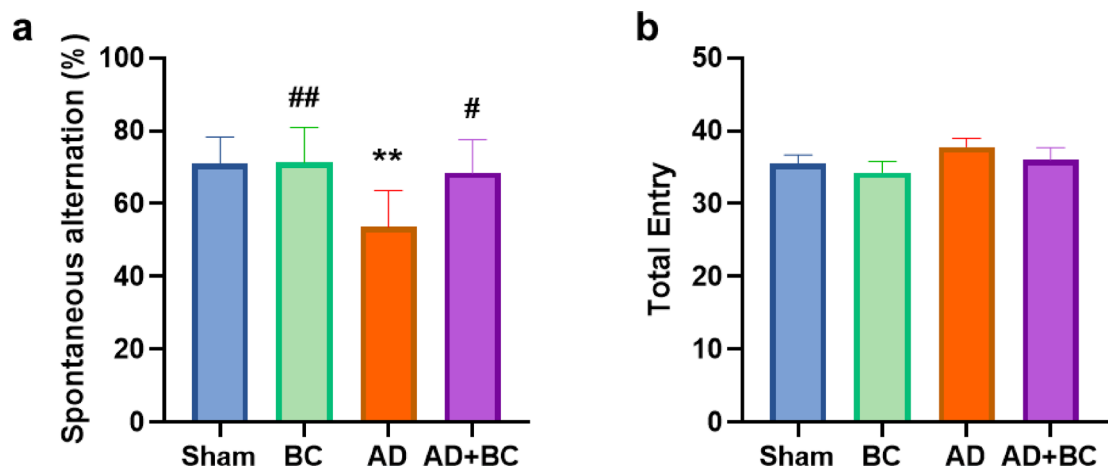 a
Spontaneous alternation (%)
100
80
60
40
20
0
##
**
#
Sham BC AD AD+BC
b
Total Entry
50
40
30
20
10
0
Sham BC AD AD+BC